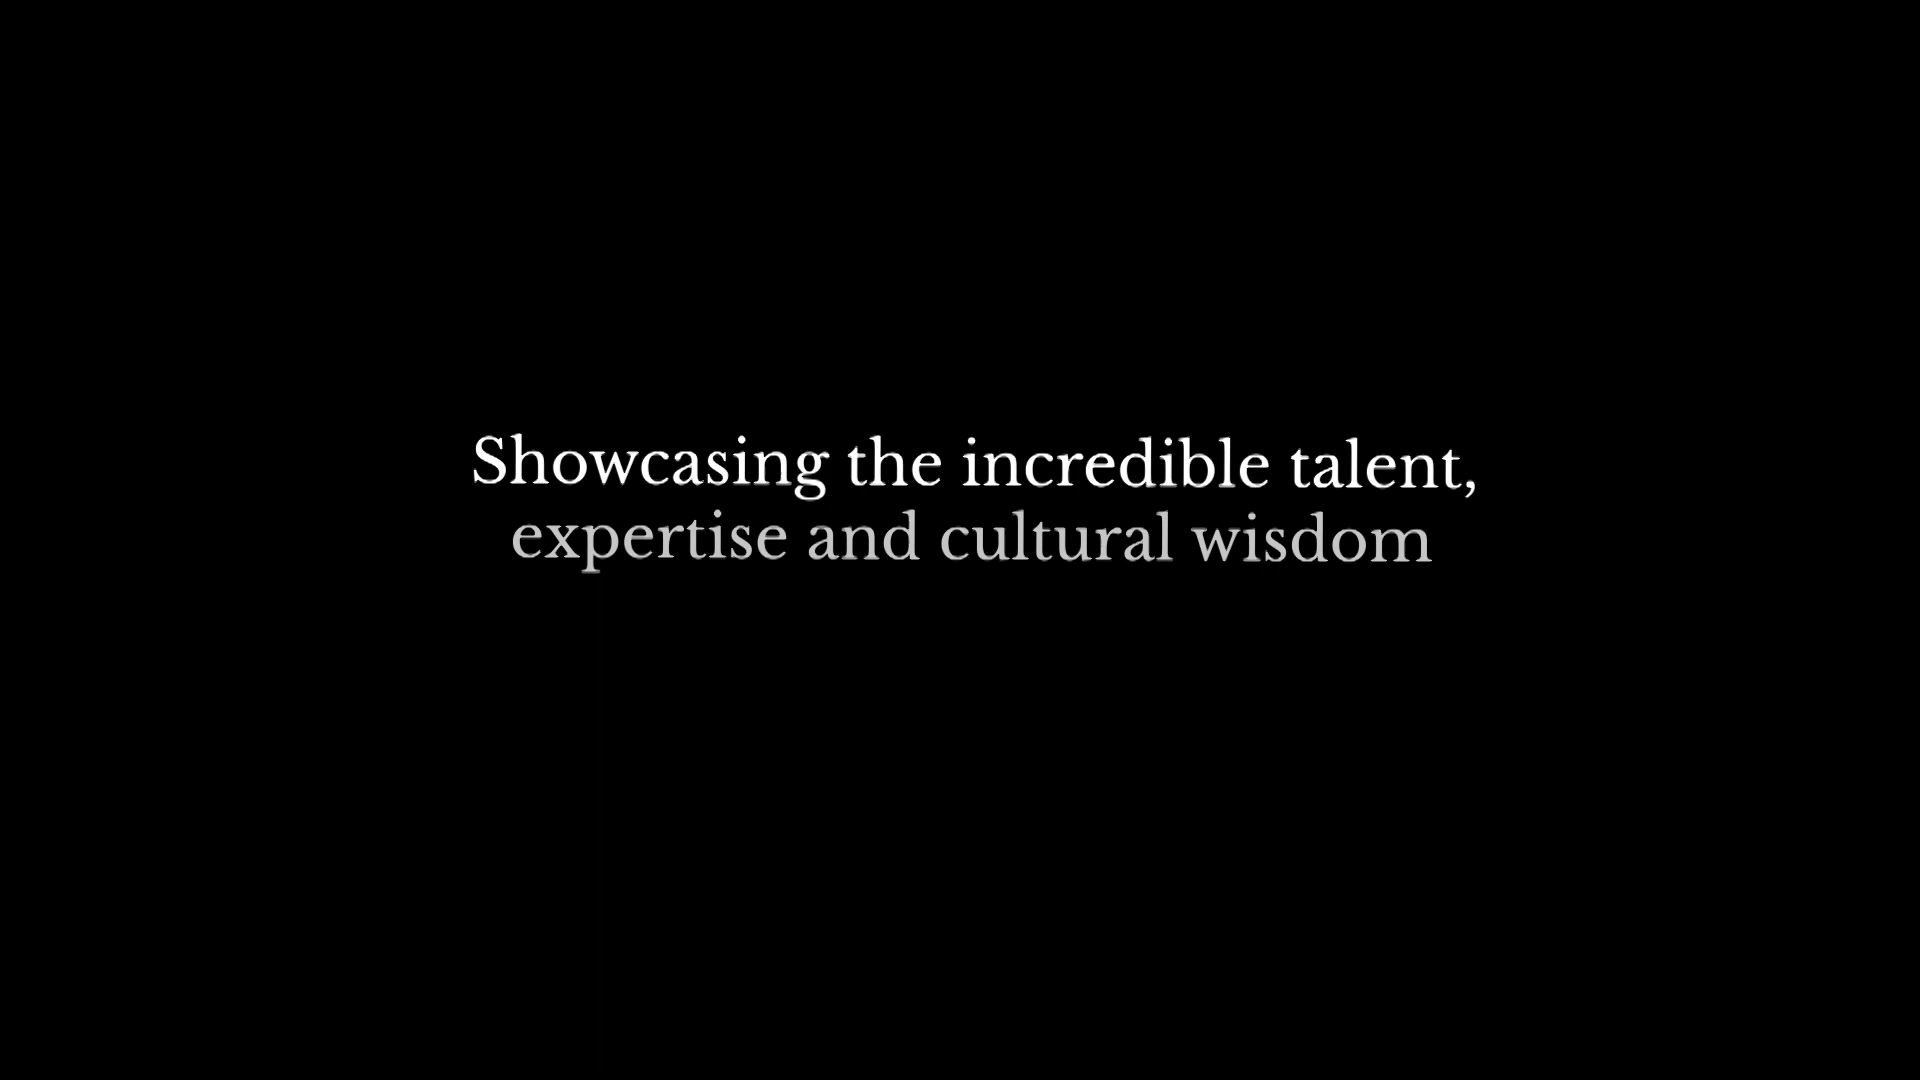 Showcasing the incredible talent,
expertise and cultural wisdom